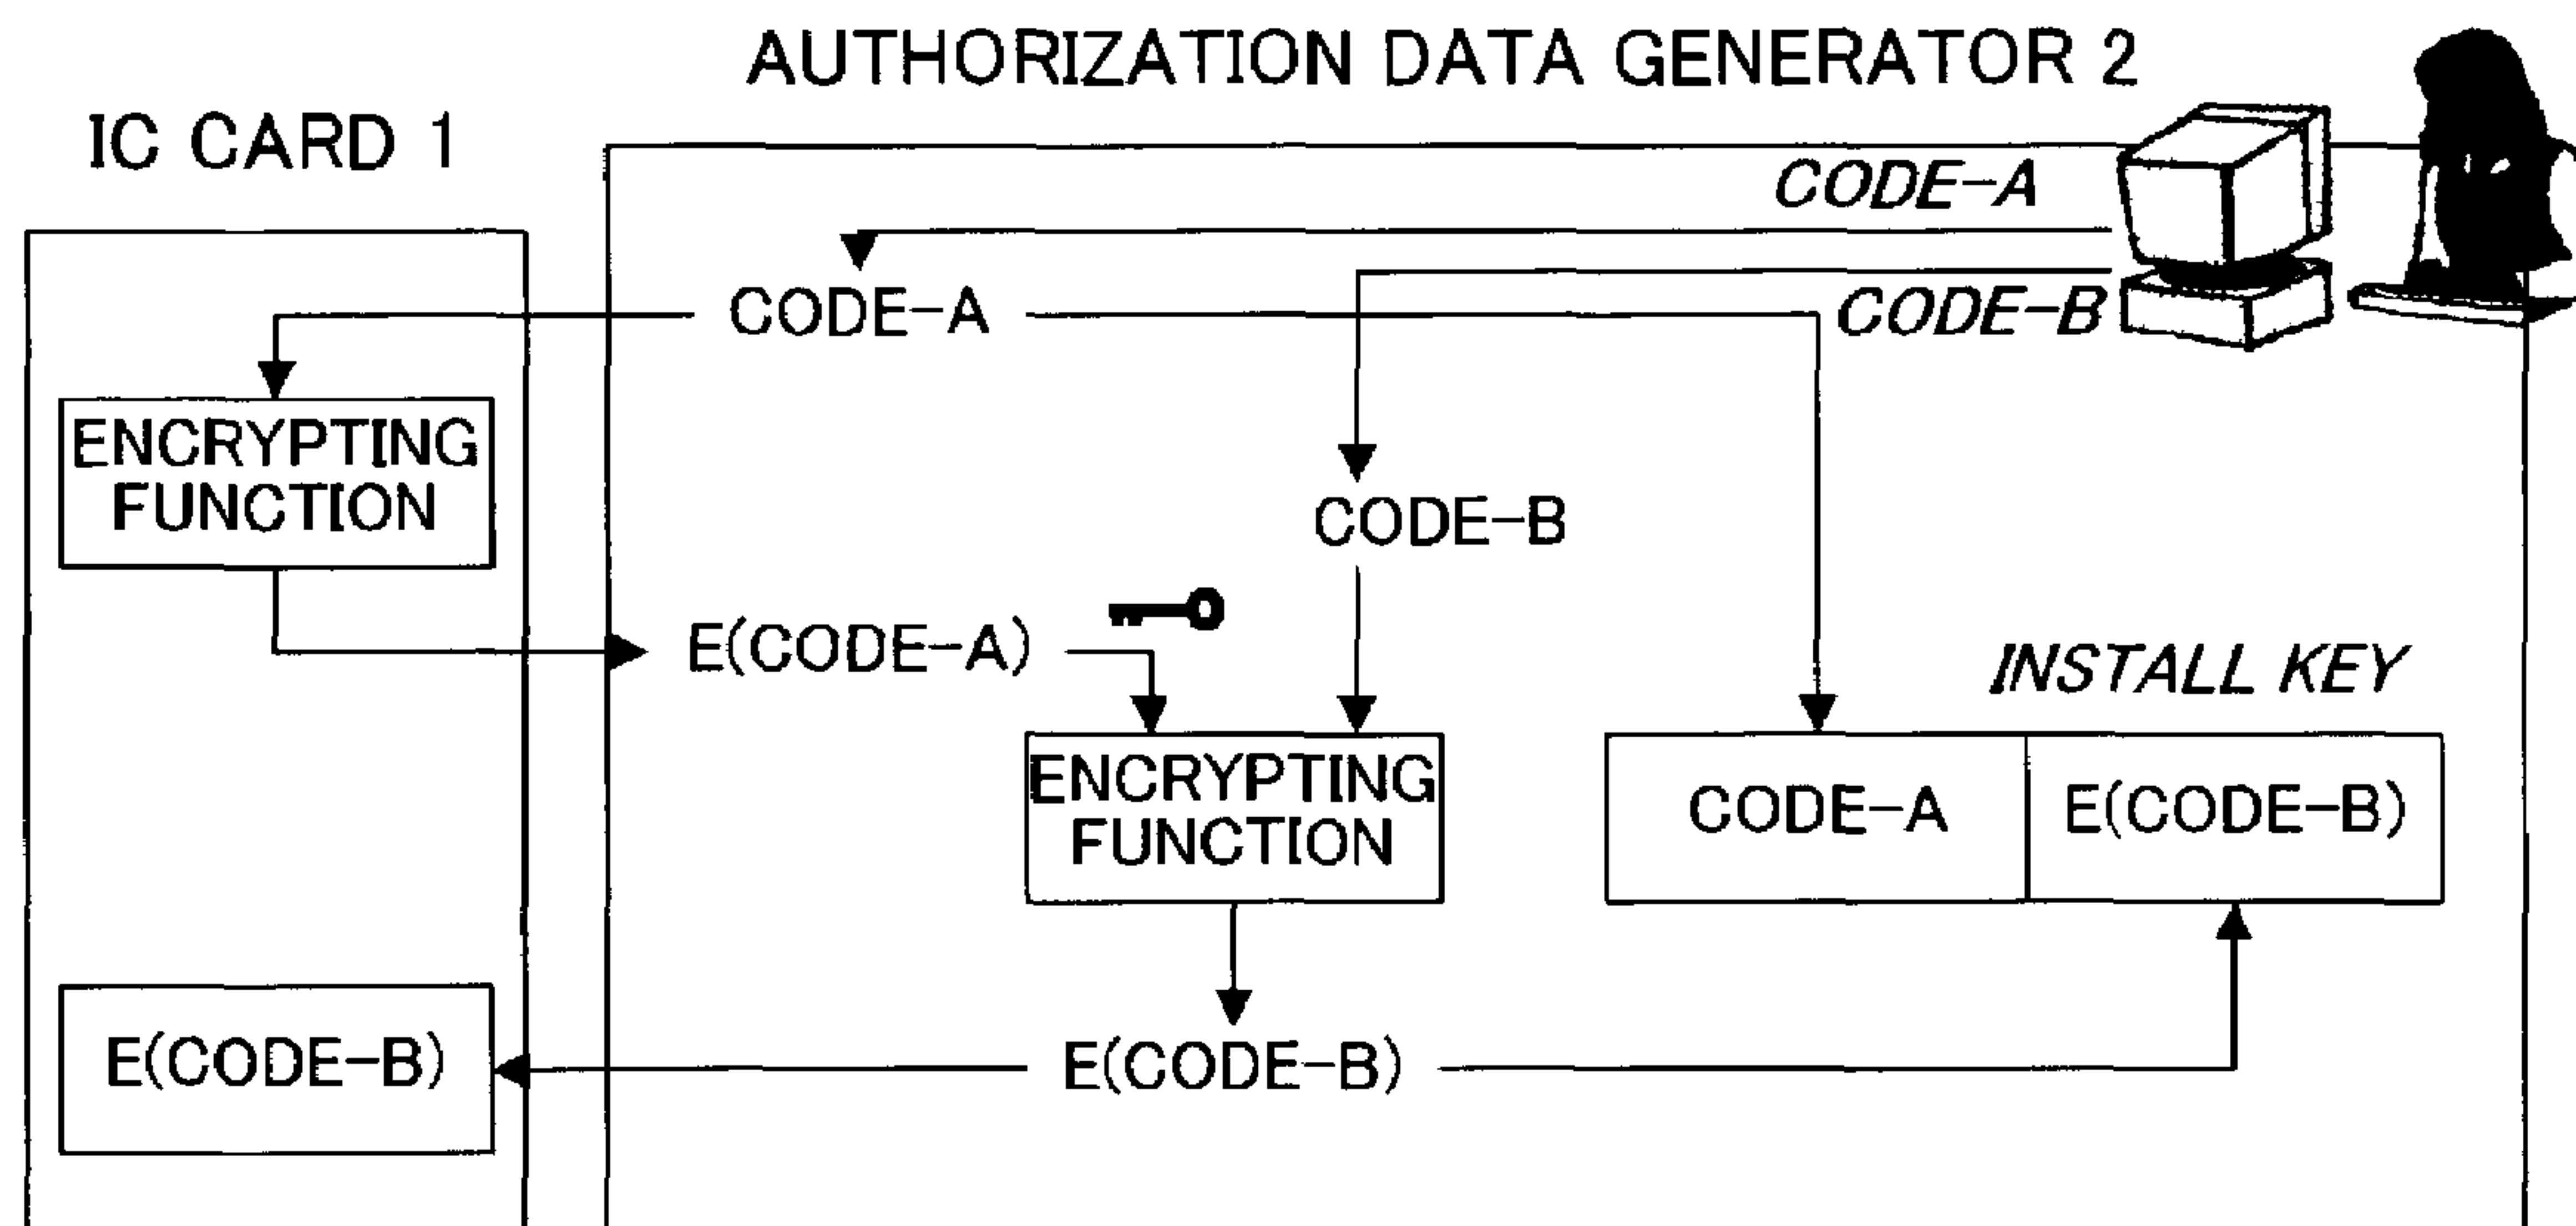 AUTHORIZATION DATA GENERATOR 2
IC CARD 1
CODE-A
CODE-A
CODE-B
ENCRYPTING
FUNCTION
CODE-B
E(CODE-A)
INSTALL KEY
ENCRYPTING
FUNCTION
CODE-A
E(CODE-B)
E(CODE-B)
E(CODE-B)